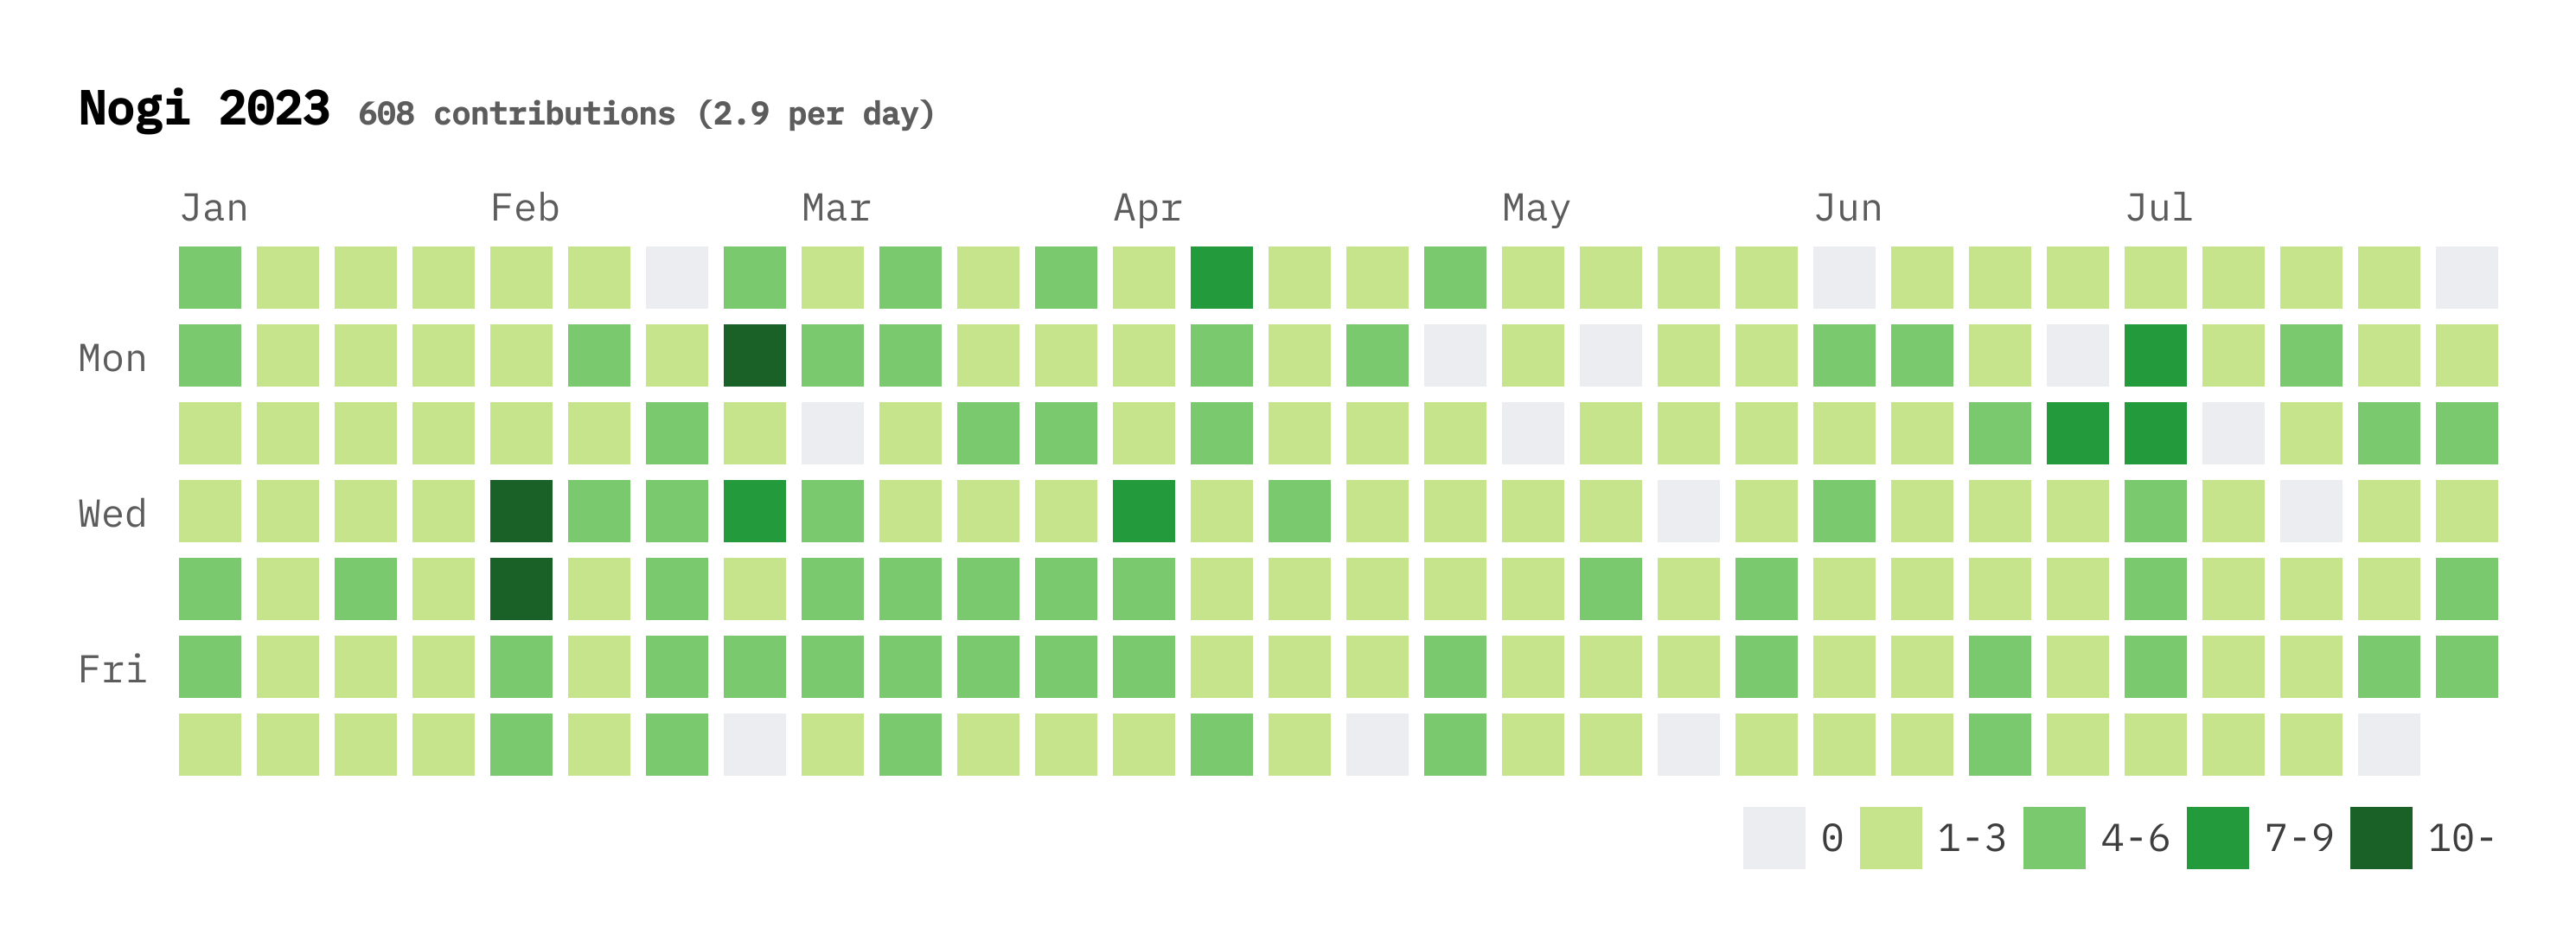 Nogi 2023 608 contributions (2.9 per day)
Jan Feb Mar Apr May Jun Jul
Mon
Wed
Fri
0 1-3 4-6 7-9 10-